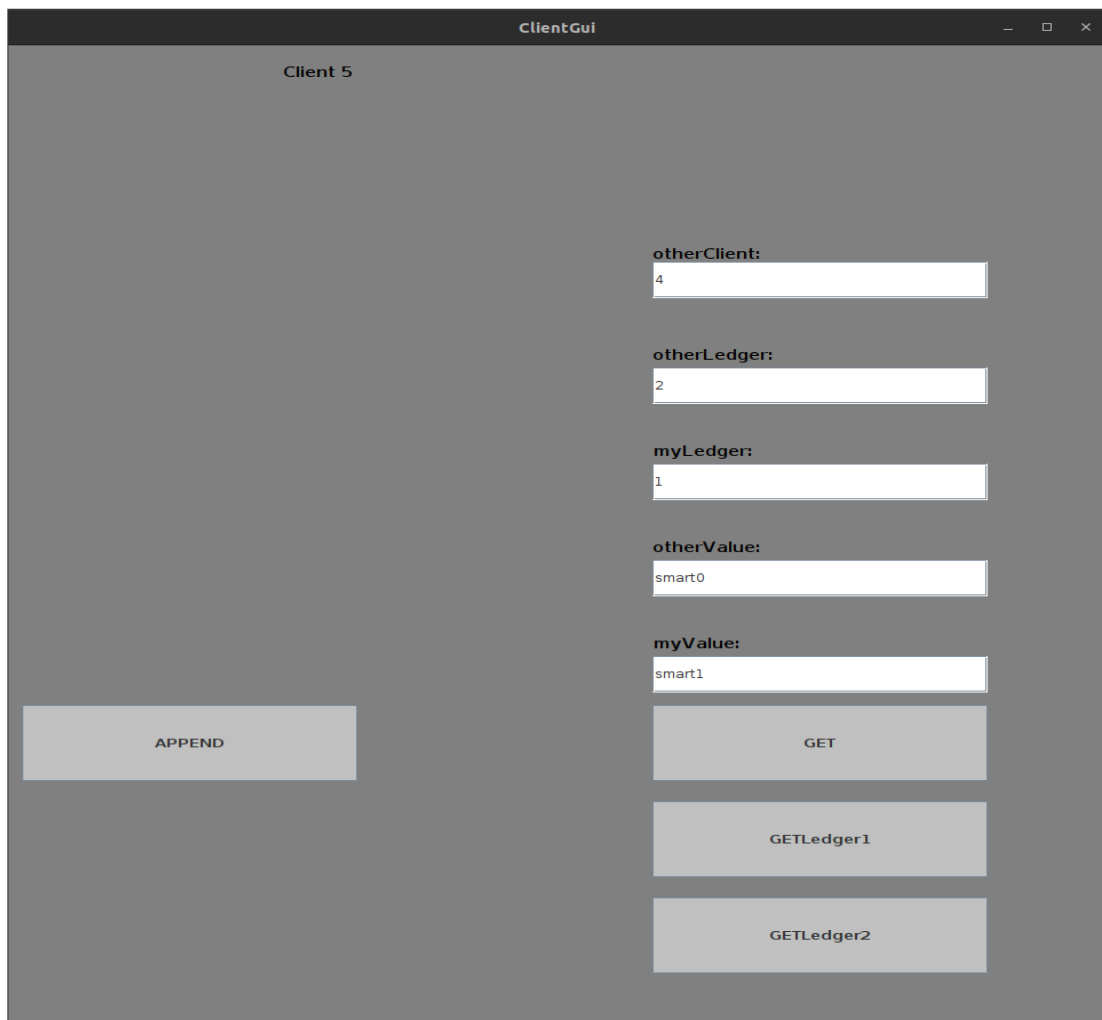 ClientGui
Client 5
otherClient:
4
otherLedger:
2
myLedger:
1
otherValue:
smart0
myValue:
smart1
APPEND
GET
GETLedger1
GETLedger2